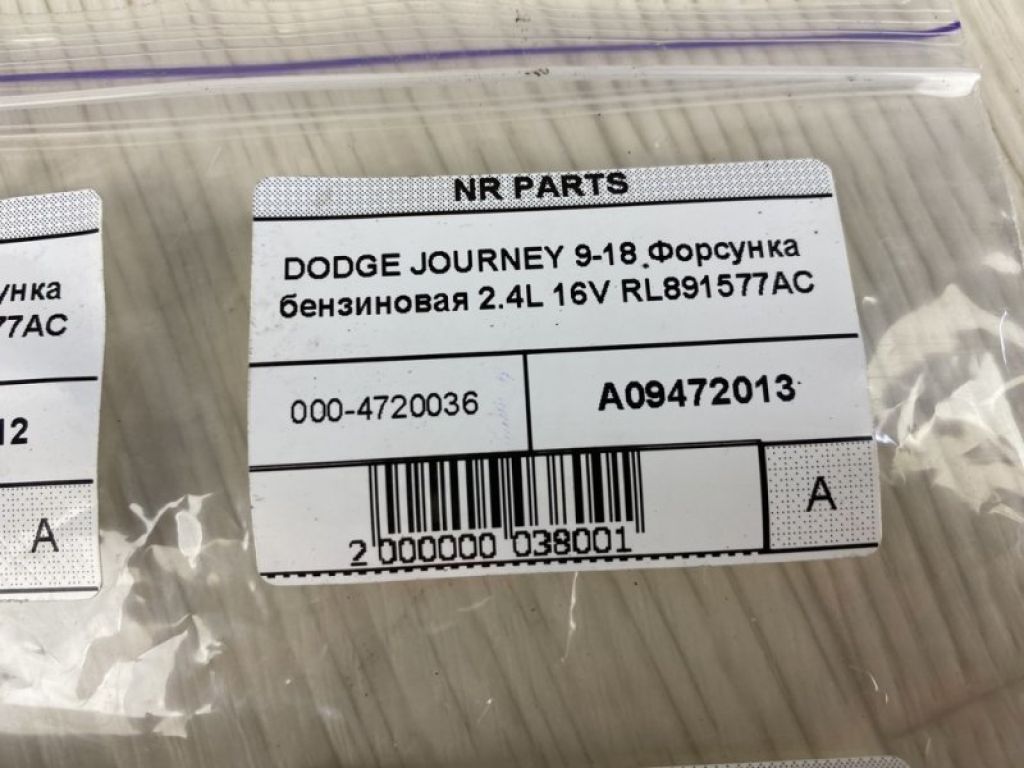 NR PARTS
DODGE JOURNEY 9-18 Форсунка
бензиновая 2.4L 16V RL891577AC
000-4720036
A09472013
A
2 000000 038001
77AC
12
A